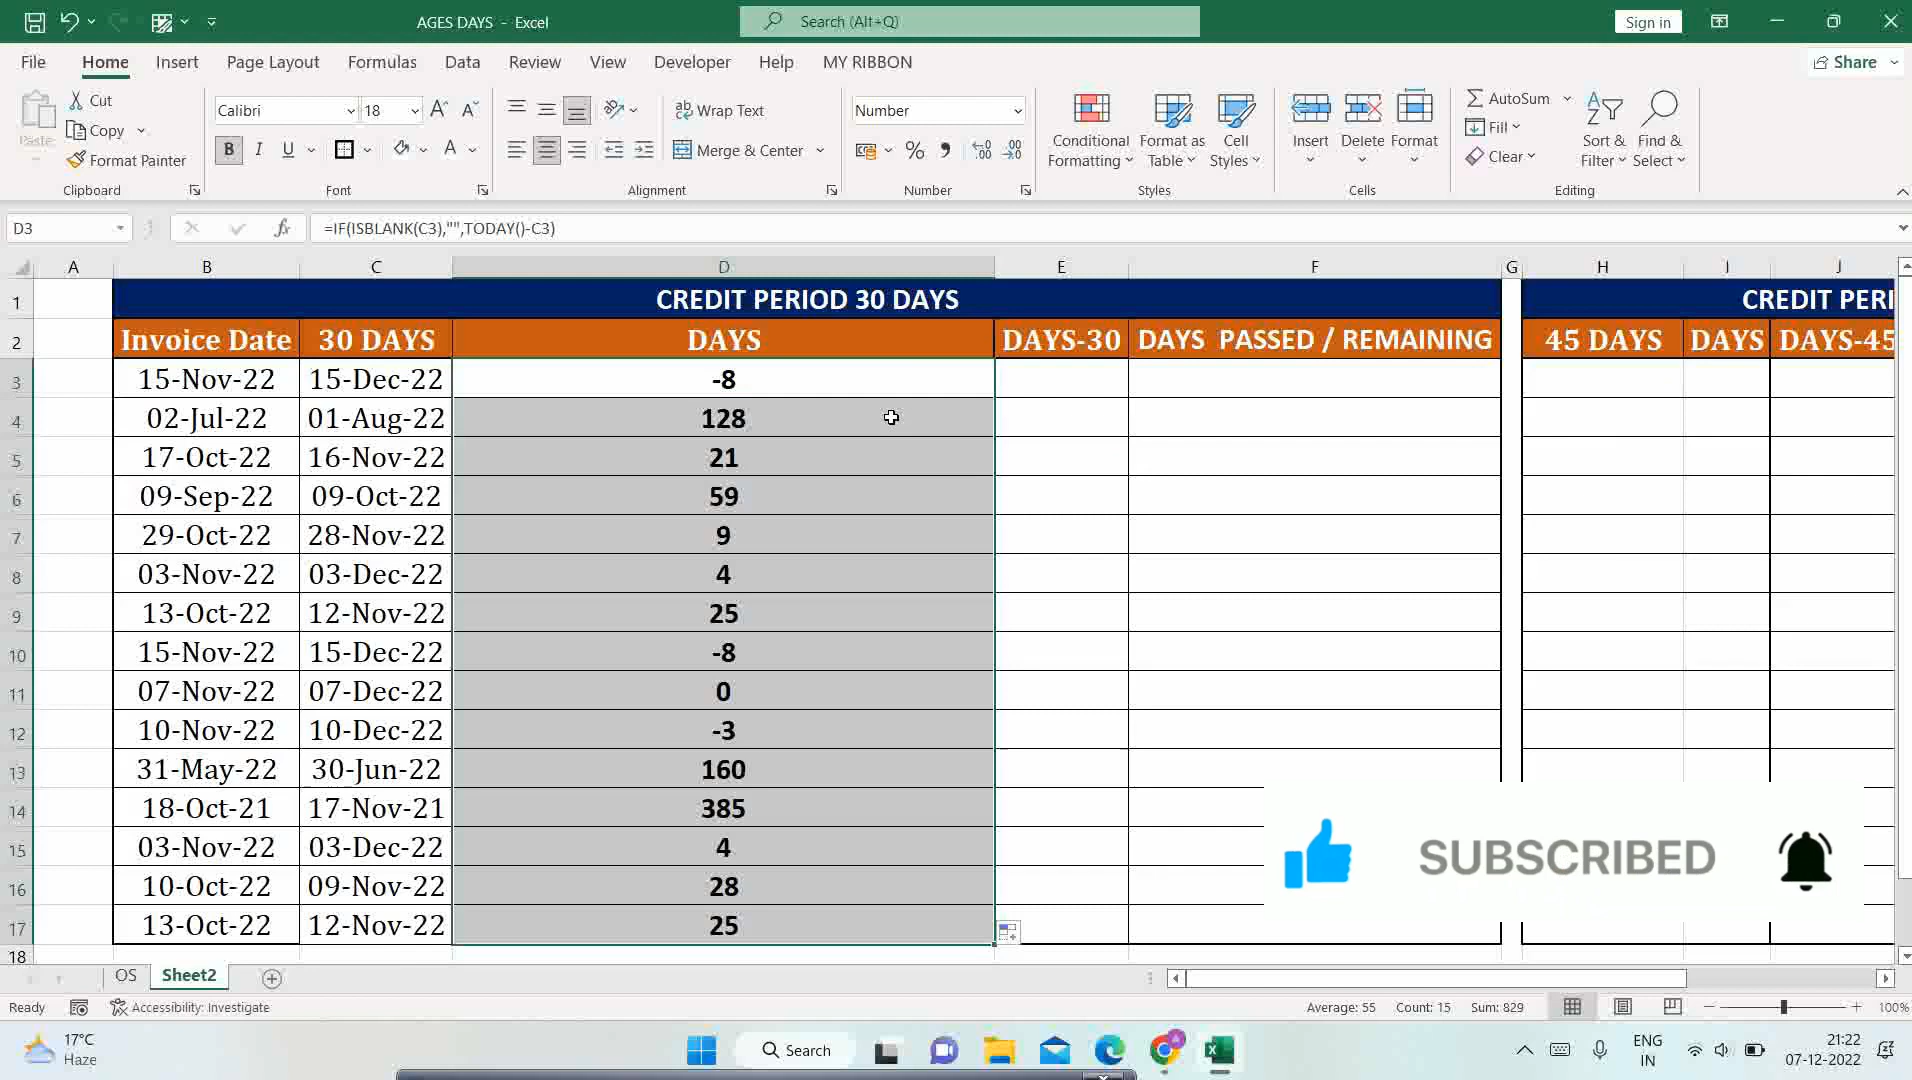 AGES DAYS - Excel
Search (Alt+Q)
Sign in
File Home Insert Page Layout Formulas Data Review View Developer Help MY RIBBON
Share
Paste
Cut
Copy
Format Painter
Clipboard
Calibri 18
B I U
A
Font
Wrap Text
Merge & Center
Alignment
Number
%
Number
Conditional Formatting
Format as Table
Cell Styles
Styles
Insert
Delete
Format
Cells
AutoSum
Fill
Clear
Sort & Filter
Find & Select
Editing
D3
fx
=IF(ISBLANK(C3),"",TODAY()-C3)
A B C D E F G H I J
1 CREDIT PERIOD 30 DAYS CREDIT PERI
2 Invoice Date 30 DAYS DAYS DAYS-30 DAYS PASSED / REMAINING 45 DAYS DAYS DAYS-45
3 15-Nov-22 15-Dec-22 -8
4 02-Jul-22 01-Aug-22 128
5 17-Oct-22 16-Nov-22 21
6 09-Sep-22 09-Oct-22 59
7 29-Oct-22 28-Nov-22 9
8 03-Nov-22 03-Dec-22 4
9 13-Oct-22 12-Nov-22 25
10 15-Nov-22 15-Dec-22 -8
11 07-Nov-22 07-Dec-22 0
12 10-Nov-22 10-Dec-22 -3
13 31-May-22 30-Jun-22 160
14 18-Oct-21 17-Nov-21 385
15 03-Nov-22 03-Dec-22 4
16 10-Oct-22 09-Nov-22 28
17 13-Oct-22 12-Nov-22 25
18
SUBSCRIBED
OS Sheet2
Ready Accessibility: Investigate Average: 55 Count: 15 Sum: 829 100%
17°C
Haze
Search
ENG
IN
21:22
07-12-2022